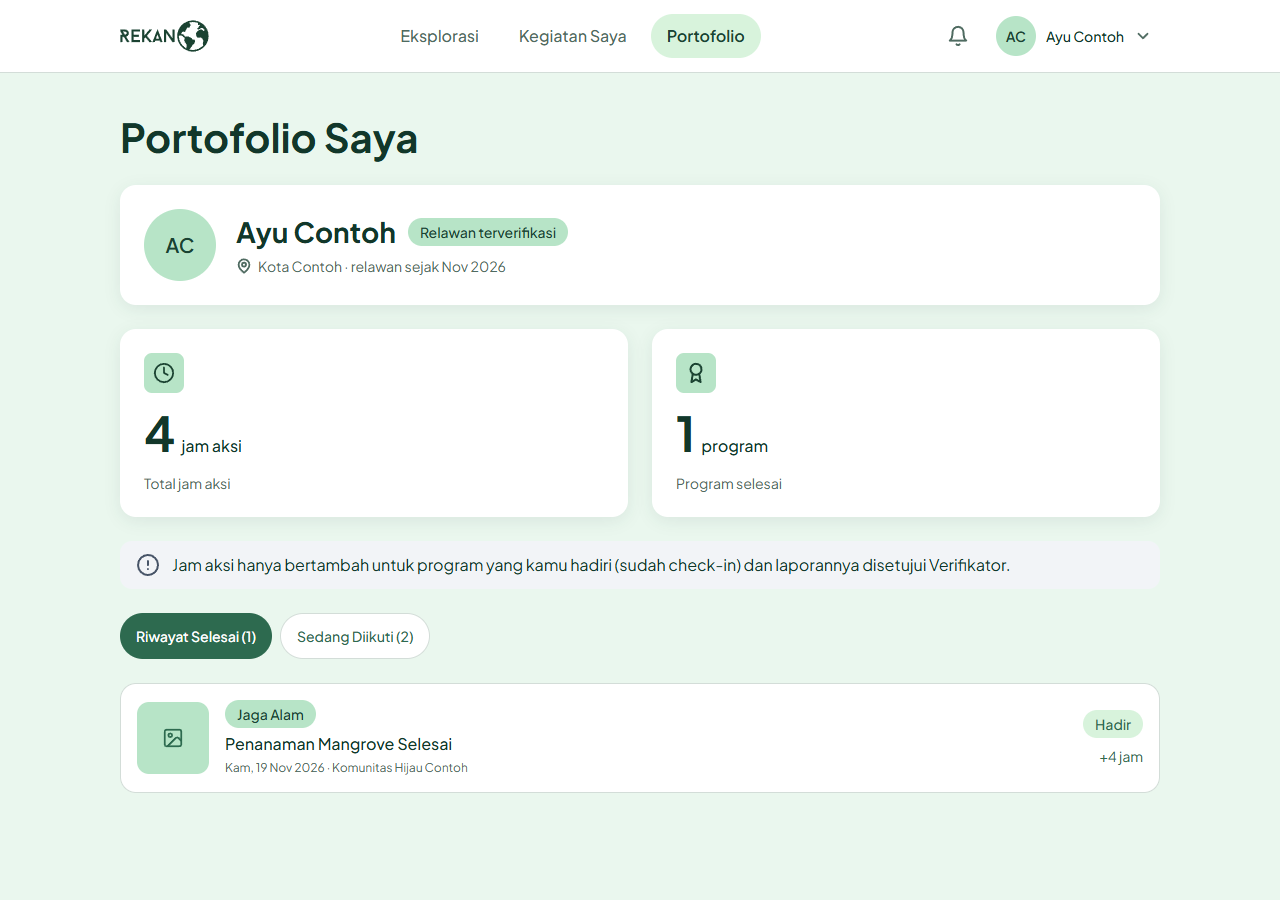 REKAN
Eksplorasi
Kegiatan Saya
Portofolio
AC
Ayu Contoh
Portofolio Saya
AC
Ayu Contoh
Relawan terverifikasi
Kota Contoh · relawan sejak Nov 2026
4 jam aksi
Total jam aksi
1 program
Program selesai
Jam aksi hanya bertambah untuk program yang kamu hadiri (sudah check-in) dan laporannya disetujui Verifikator.
Riwayat Selesai (1)
Sedang Diikuti (2)
Jaga Alam
Penanaman Mangrove Selesai
Kam, 19 Nov 2026 · Komunitas Hijau Contoh
Hadir
+4 jam